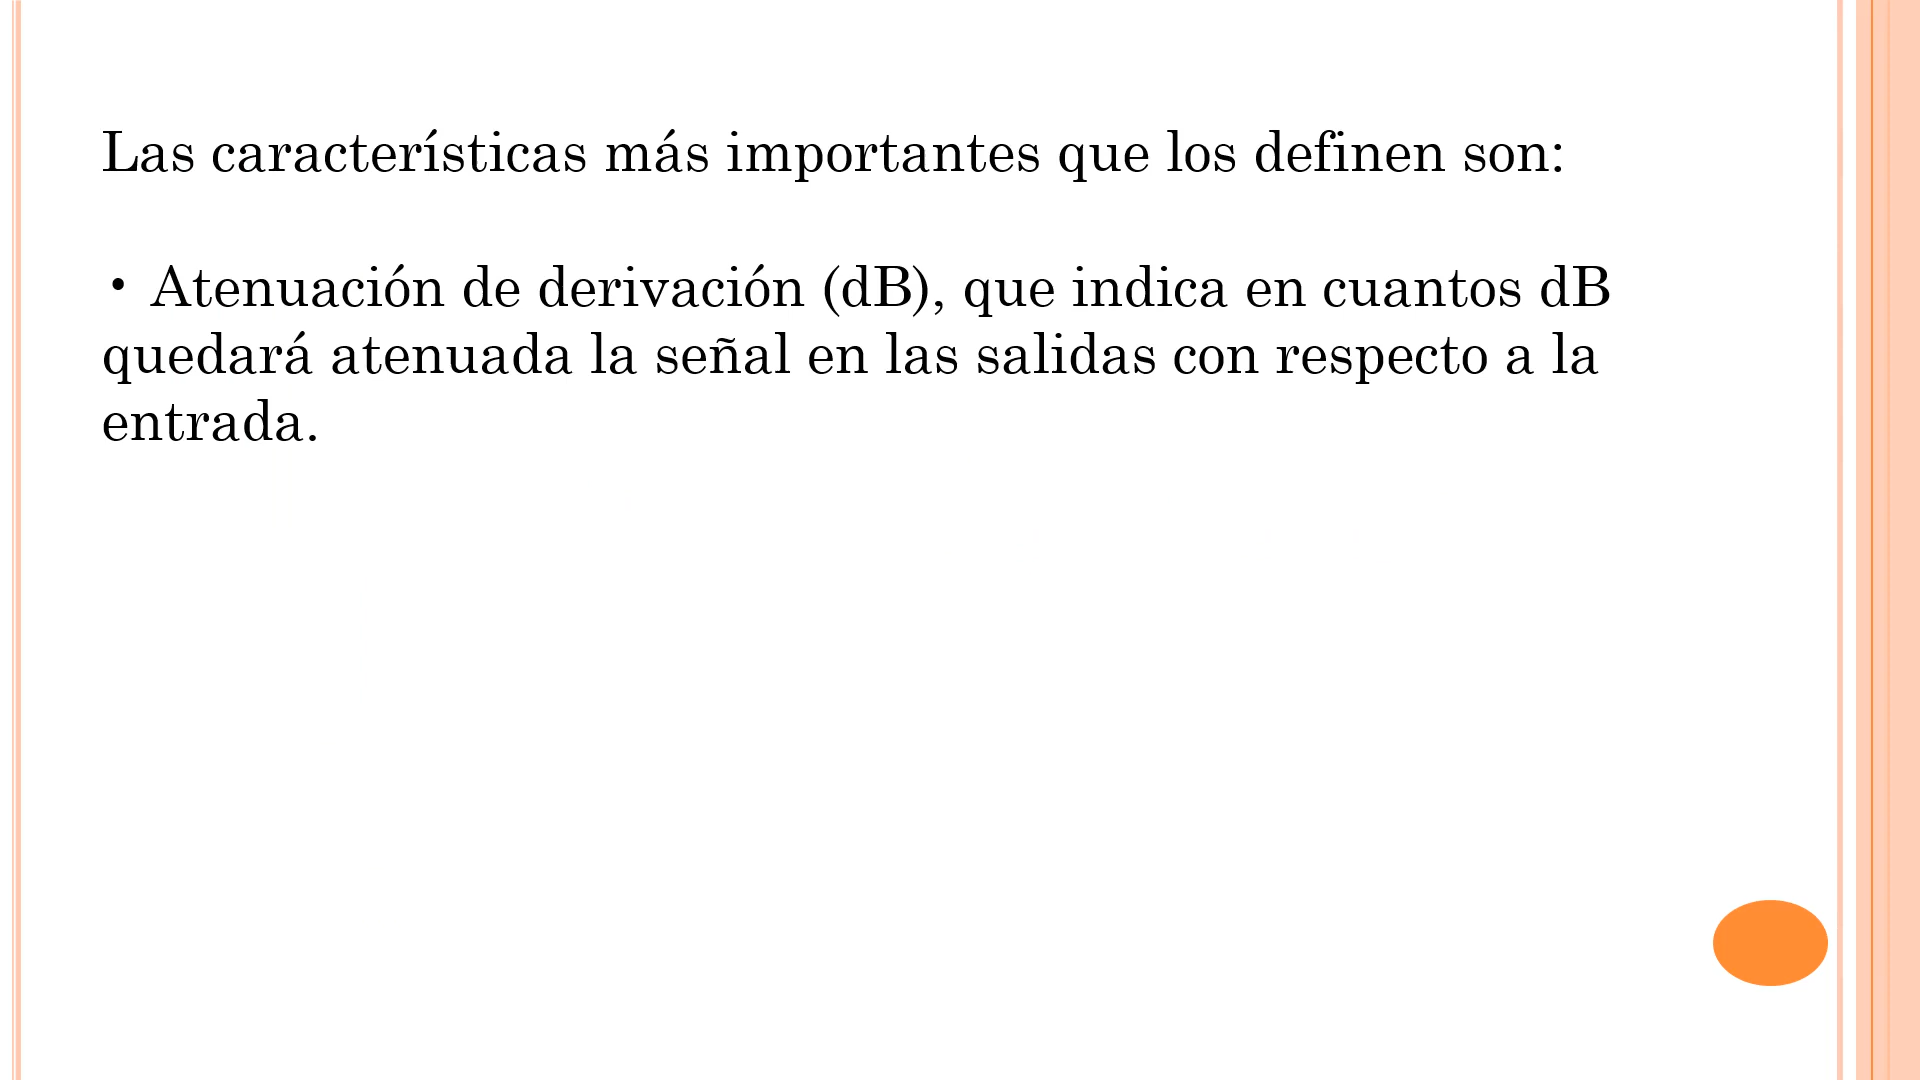 Las características más importantes que los definen son:
• Atenuación de derivación (dB), que indica en cuantos dB
quedará atenuada la señal en las salidas con respecto a la
entrada.